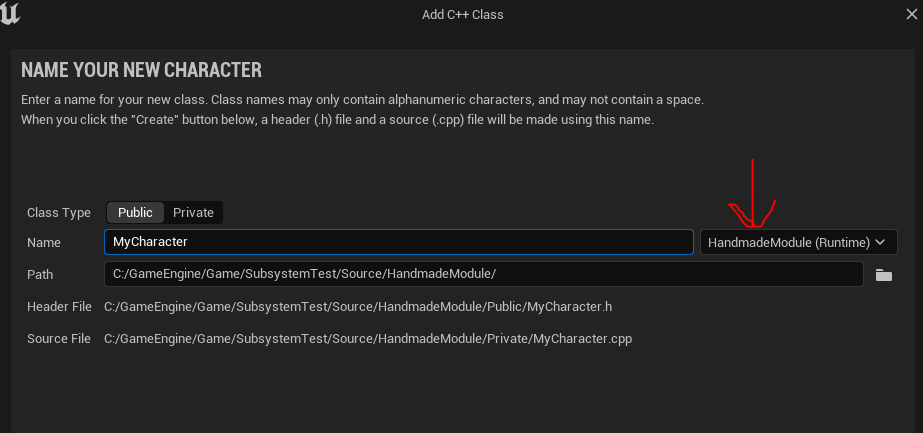 Add C++ Class
NAME YOUR NEW CHARACTER
Enter a name for your new class. Class names may only contain alphanumeric characters, and may not contain a space.
When you click the "Create" button below, a header (.h) file and a source (.cpp) file will be made using this name.
Class Type Public Private
Name MyCharacter HandmadeModule (Runtime)
Path C:/GameEngine/Game/SubsystemTest/Source/HandmadeModule/
Header File C:/GameEngine/Game/SubsystemTest/Source/HandmadeModule/Public/MyCharacter.h
Source File C:/GameEngine/Game/SubsystemTest/Source/HandmadeModule/Private/MyCharacter.cpp